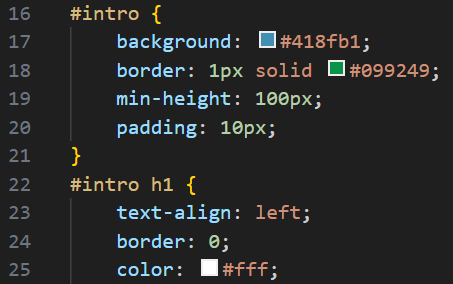 16 #intro {
17     background: #418fb1;
18     border: 1px solid #099249;
19     min-height: 100px;
20     padding: 10px;
21 }
22 #intro h1 {
23     text-align: left;
24     border: 0;
25     color: #fff;